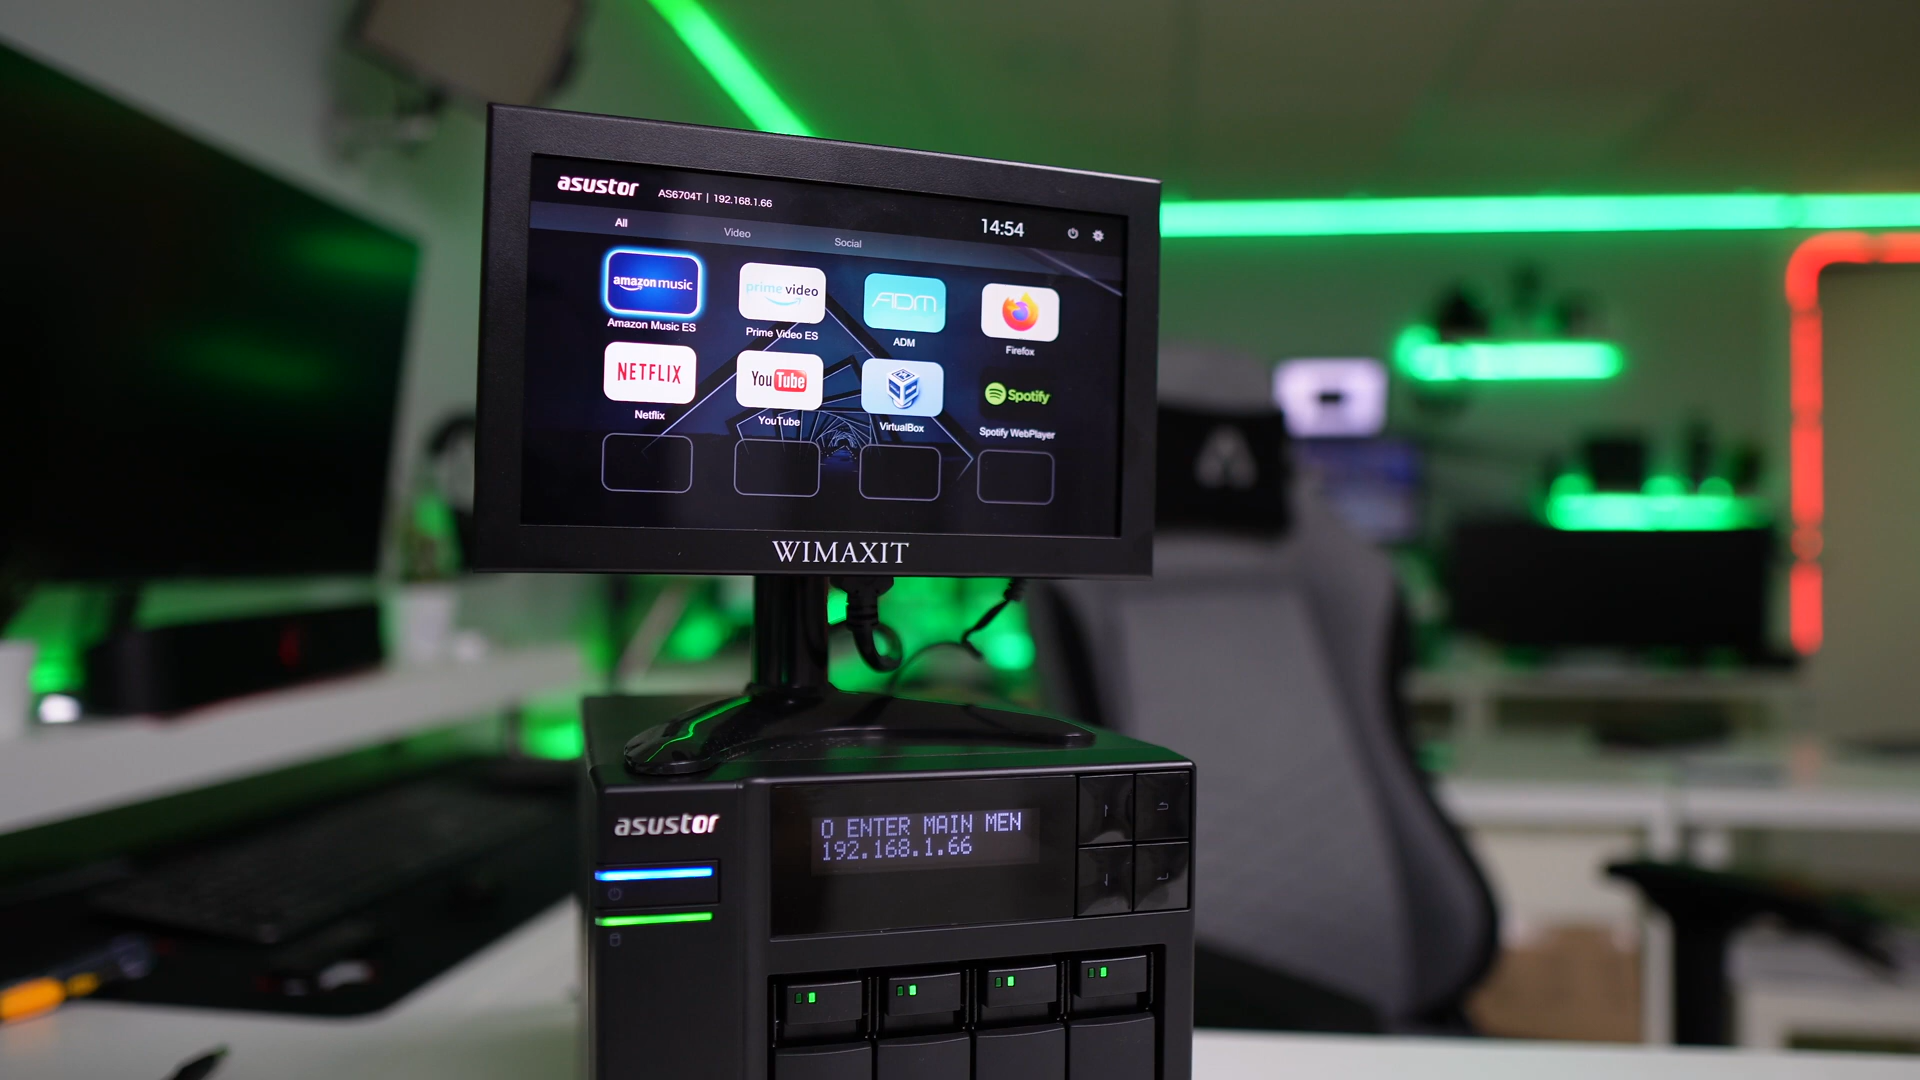 asustor AS6704T | 192.168.1.66
14:54
All Video Social
amazon music
prime video
ADM
Amazon Music ES
Prime Video ES
ADM
Firefox
NETFLIX
YouTube
Spotify
Netflix
YouTube
VirtualBox
Spotify WebPlayer
WIMAXIT
asustor
O ENTER MAIN MEN
192.168.1.66